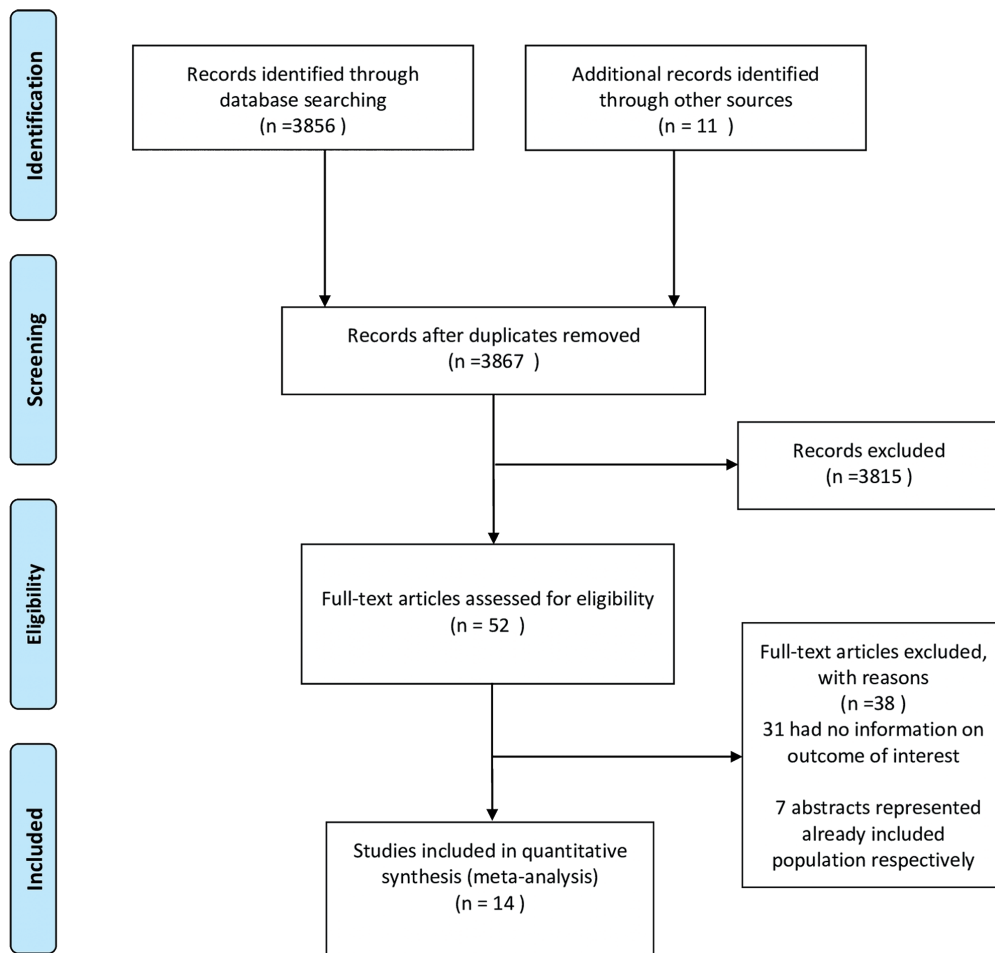 Identification
Records identified through
database searching
(n =3856 )
Additional records identified
through other sources
(n = 11 )
Screening
Records after duplicates removed
(n =3867 )
Records excluded
(n =3815 )
Eligibility
Full-text articles assessed for eligibility
(n = 52 )
Full-text articles excluded,
with reasons
(n =38 )
31 had no information on
outcome of interest
7 abstracts represented
already included
population respectively
Included
Studies included in quantitative
synthesis (meta-analysis)
(n = 14 )